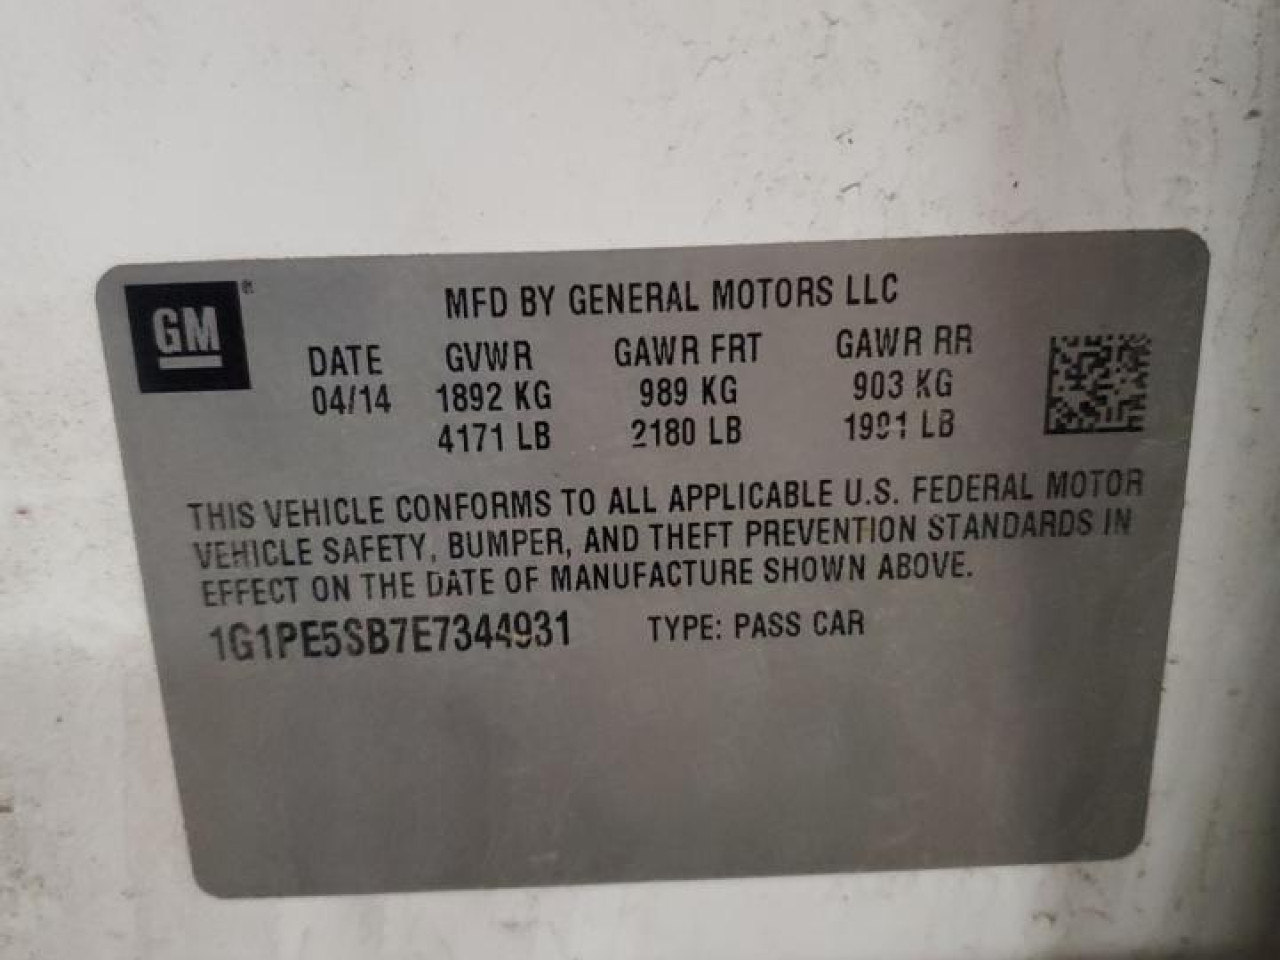 GM®
MFD BY GENERAL MOTORS LLC
DATE GVWR GAWR FRT GAWR RR
04/14 1892 KG 989 KG 903 KG
4171 LB 2180 LB 1991 LB
THIS VEHICLE CONFORMS TO ALL APPLICABLE U.S. FEDERAL MOTOR
VEHICLE SAFETY, BUMPER, AND THEFT PREVENTION STANDARDS IN
EFFECT ON THE DATE OF MANUFACTURE SHOWN ABOVE.
1G1PE5SB7E7344931 TYPE: PASS CAR